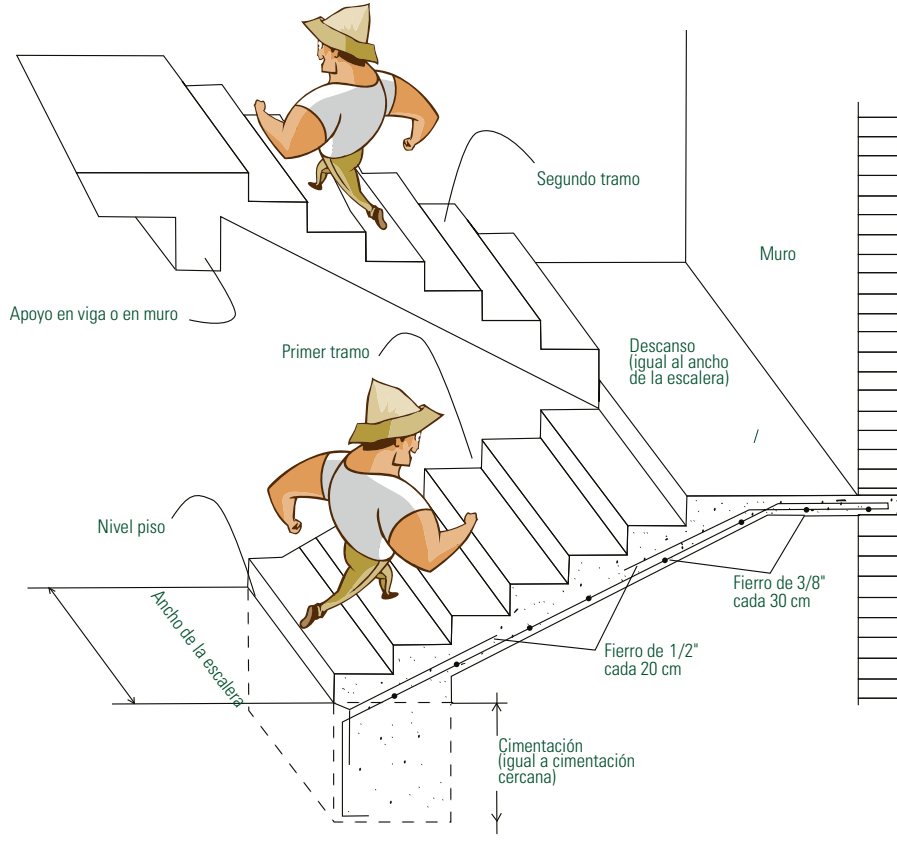 Segundo tramo
Muro
Apoyo en viga o en muro
Primer tramo
Descanso
(igual al ancho
de la escalera)
Nivel piso
Fierro de 3/8"
cada 30 cm
Ancho de la escalera
Fierro de 1/2"
cada 20 cm
Cimentación
(igual a cimentación
cercana)